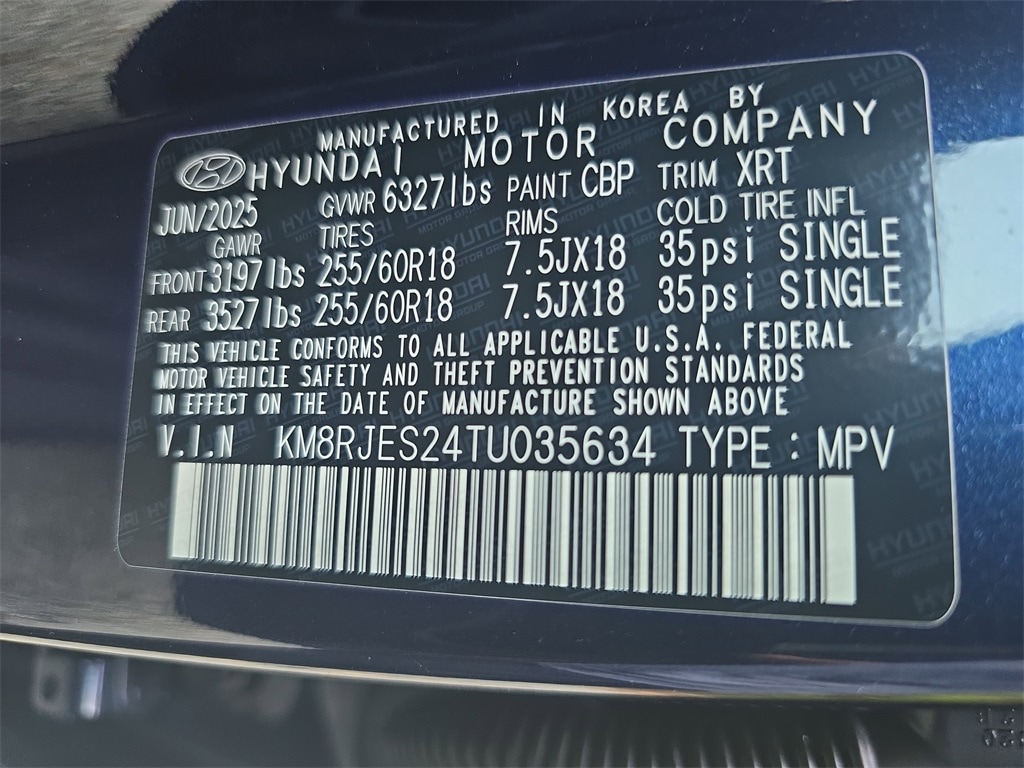 MANUFACTURED IN KOREA BY
HYUNDAI MOTOR COMPANY
JUN/2025 GVWR 6327lbs PAINT CBP TRIM XRT
GAWR TIRES RIMS COLD TIRE INFL
FRONT 3197lbs 255/60R18 7.5JX18 35psi SINGLE
REAR 3527lbs 255/60R18 7.5JX18 35psi SINGLE
THIS VEHICLE CONFORMS TO ALL APPLICABLE U.S.A. FEDERAL
MOTOR VEHICLE SAFETY AND THEFT PREVENTION STANDARDS
IN EFFECT ON THE DATE OF MANUFACTURE SHOWN ABOVE
V.I.N KM8RJES24TU035634 TYPE : MPV